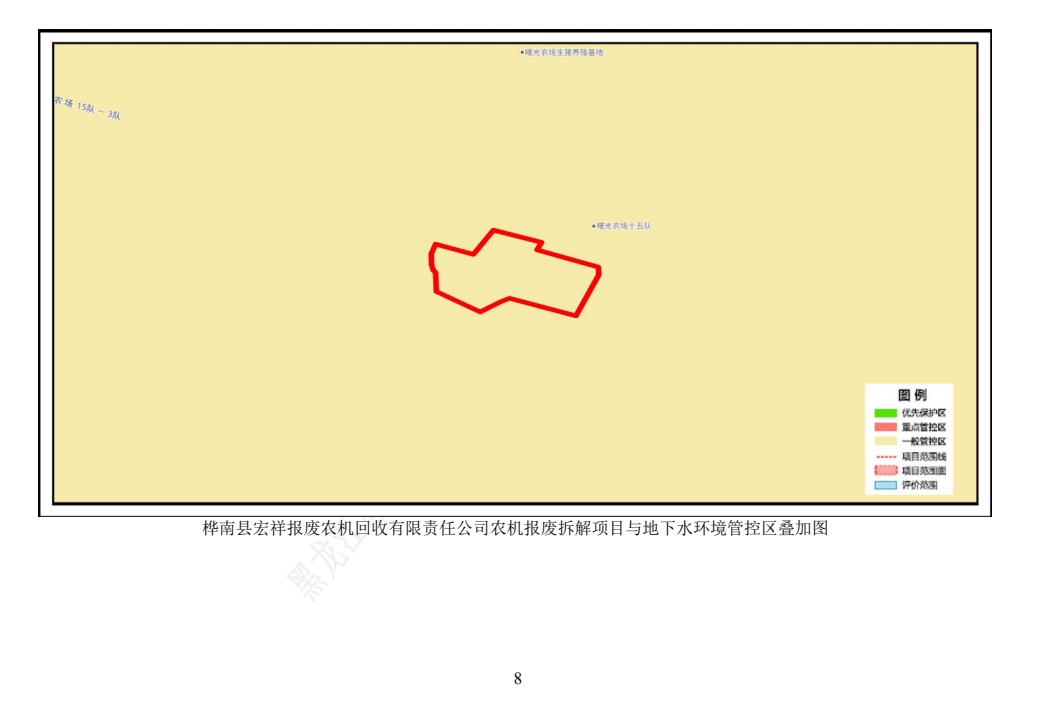 曙光农场生猪养殖基地
农场 15队 - 3队
曙光农场十五队
图例
优先保护区
重点管控区
一般管控区
项目范围线
项目范围面
评价范围
桦南县宏祥报废农机回收有限责任公司农机报废拆解项目与地下水环境管控区叠加图
黑龙江
8